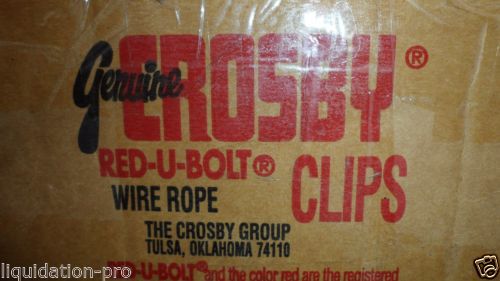 Genuine CROSBY®
RED-U-BOLT® CLIPS
WIRE ROPE
THE CROSBY GROUP
TULSA, OKLAHOMA 74110
RED-U-BOLT® and the color red are the registered
liquidation-pro